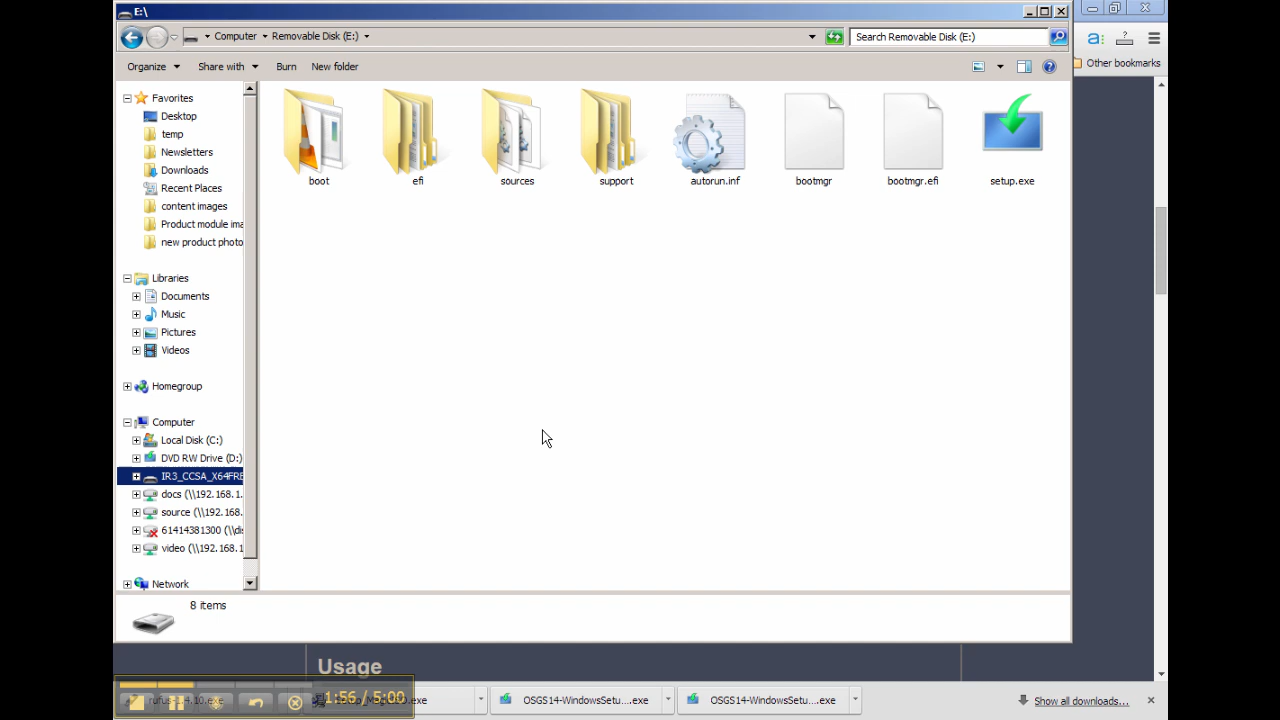 E:\
Computer Removable Disk (E:)
Search Removable Disk (E:)
Organize Share with Burn New folder
Other bookmarks
Favorites
Desktop
temp
Newsletters
Downloads
Recent Places
content images
Product module ima
new product photo
Libraries
Documents
Music
Pictures
Videos
Homegroup
Computer
Local Disk (C:)
DVD RW Drive (D:)
IR3_CCSA_X64FRE
docs (\\192.168.1.
source (\\192.168.
61414381300 (\\di
video (\\192.168.1
Network
boot
efi
sources
support
autorun.inf
bootmgr
bootmgr.efi
setup.exe
8 items
Usage
1:56 / 5:00
OSGS14-WindowsSetu....exe
OSGS14-WindowsSetu....exe
Show all downloads...